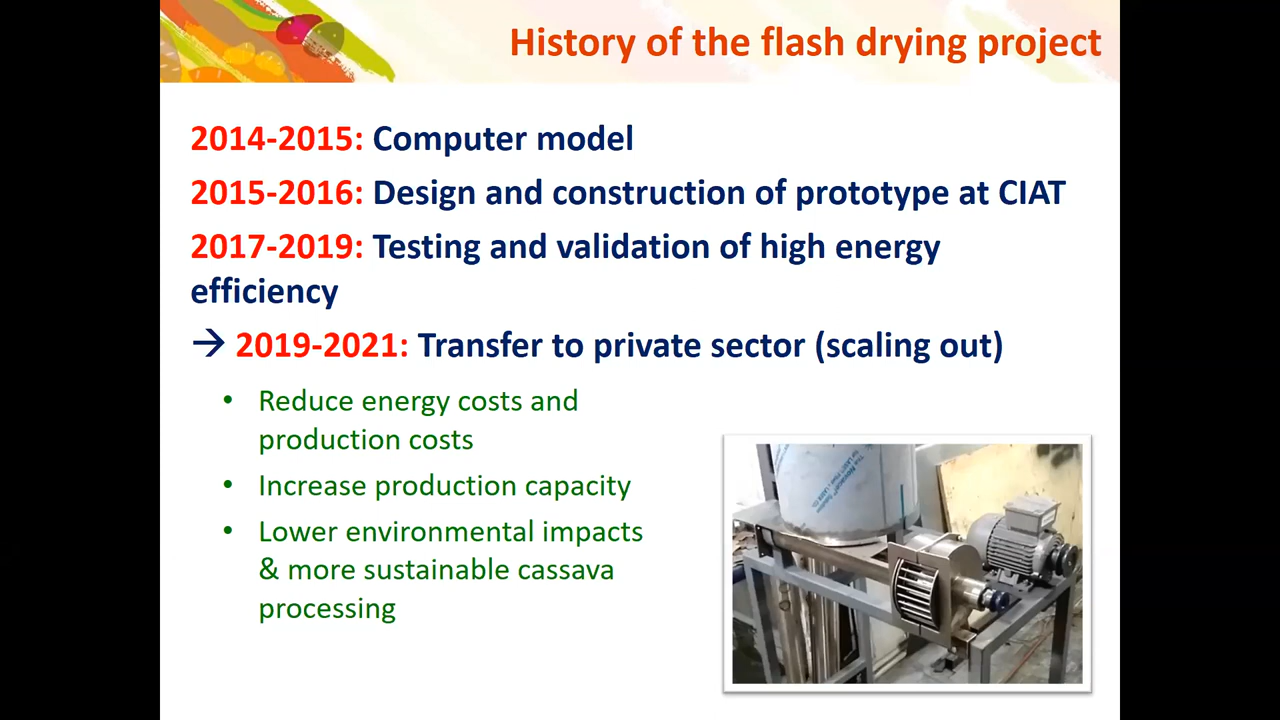 History of the flash drying project
2014-2015: Computer model
2015-2016: Design and construction of prototype at CIAT
2017-2019: Testing and validation of high energy
efficiency
→ 2019-2021: Transfer to private sector (scaling out)
• Reduce energy costs and
production costs
• Increase production capacity
• Lower environmental impacts
& more sustainable cassava
processing